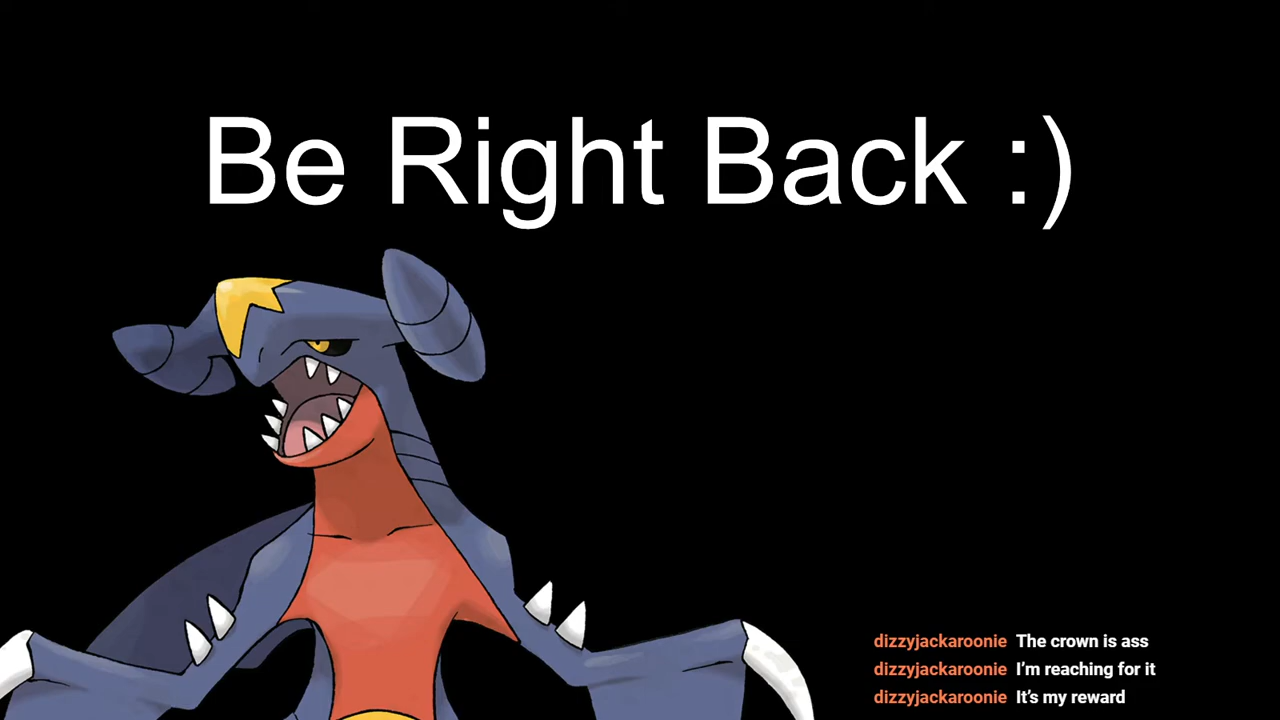 Be Right Back :)
dizzyjackaroonie The crown is ass
dizzyjackaroonie I'm reaching for it
dizzyjackaroonie It's my reward